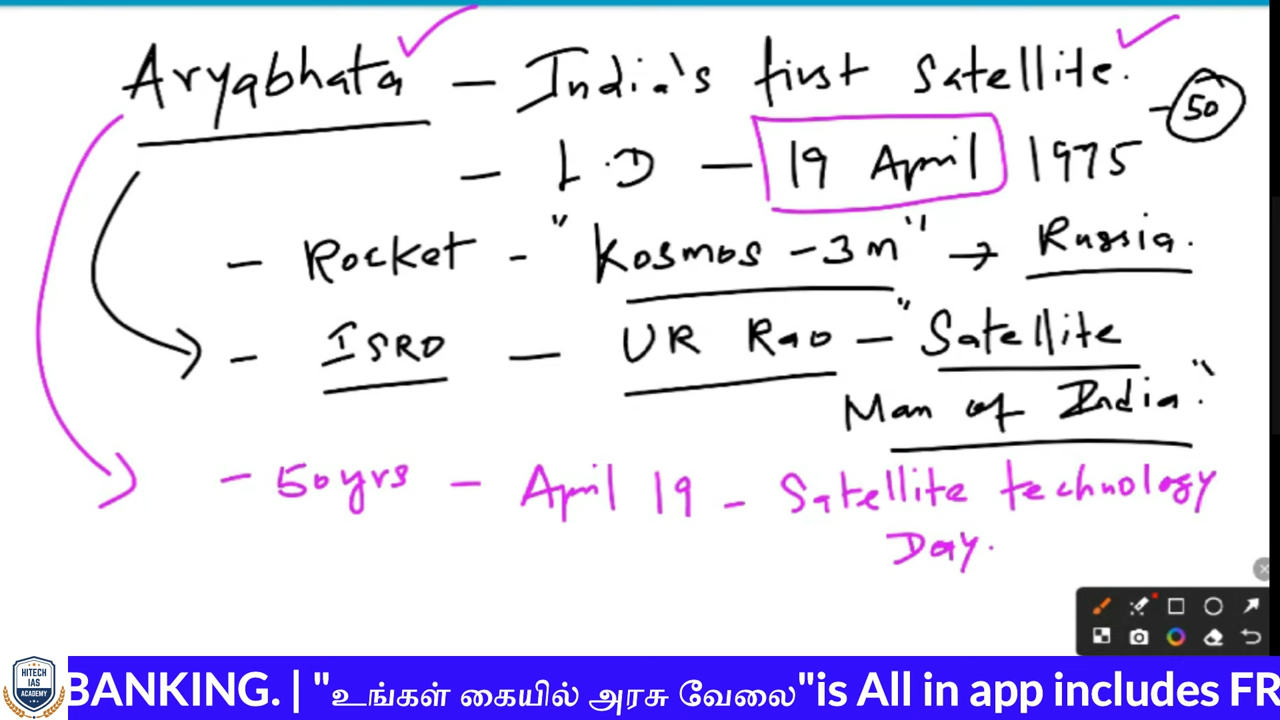 Aryabhata - India's first satellite.
- 50
- L.D - 19 April 1975
- Rocket - "Kosmos - 3M" → Russia.
- ISRO - UR Rao - "Satellite
Man of India."
- 50yrs - April 19 - Satellite technology
Day.
HITECH
IAS
ACADEMY
BANKING. | "உங்கள் கையில் அரசு வேலை"is All in app includes FR